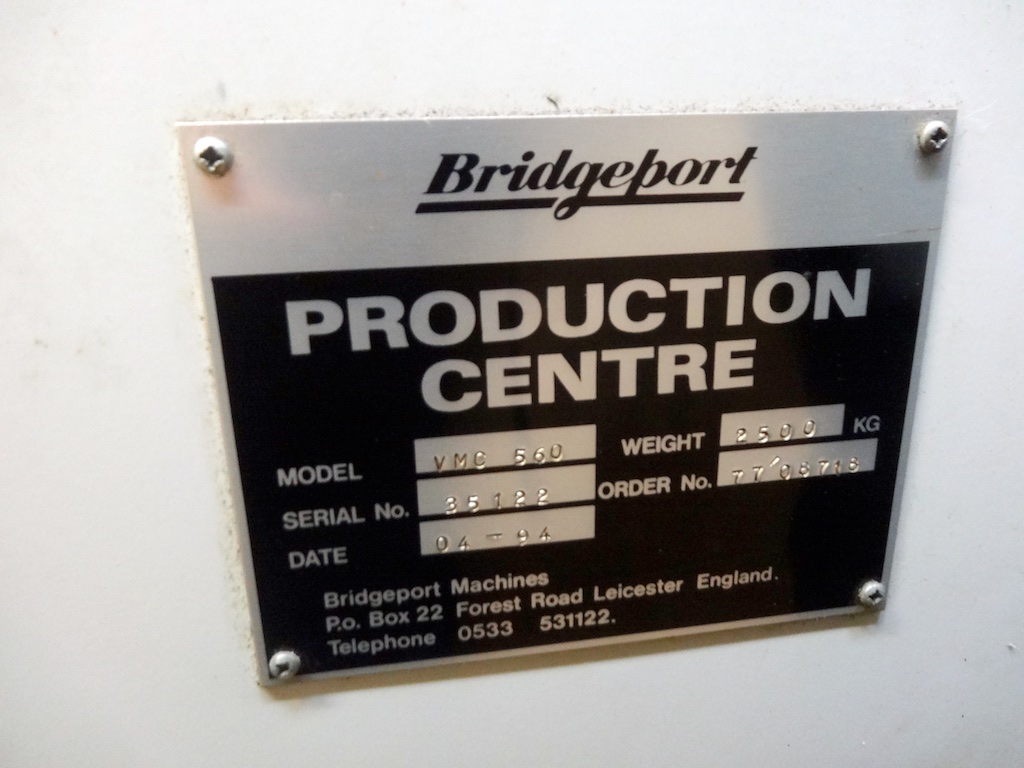 Bridgeport
PRODUCTION
CENTRE
MODEL VMC 560 WEIGHT 2500 KG
SERIAL No. 35122 ORDER No. 77/08718
DATE 04-94
Bridgeport Machines
P.o. Box 22 Forest Road Leicester England.
Telephone 0533 531122.